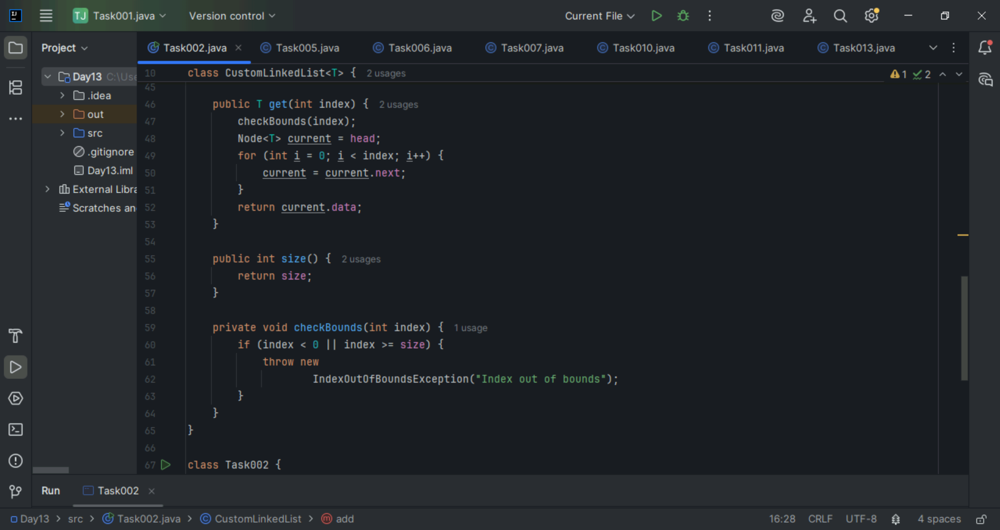 TJ Task001.java Version control Current File
Project
Task002.java Task005.java Task006.java Task007.java Task010.java Task011.java Task013.java
Day13 C:\Use
.idea
out
src
.gitignore
Day13.iml
External Libra
Scratches an
10 class CustomLinkedList<T> { 2 usages
1 2
45
46 public T get(int index) { 2 usages
47 checkBounds(index);
48 Node<T> current = head;
49 for (int i = 0; i < index; i++) {
50 current = current.next;
51 }
52 return current.data;
53 }
54
55 public int size() { 2 usages
56 return size;
57 }
58
59 private void checkBounds(int index) { 1 usage
60 if (index < 0 || index >= size) {
61 throw new
62 IndexOutOfBoundsException("Index out of bounds");
63 }
64 }
65 }
66
67 class Task002 {
Run Task002
Day13 > src > Task002.java > CustomLinkedList > add 16:28 CRLF UTF-8 4 spaces